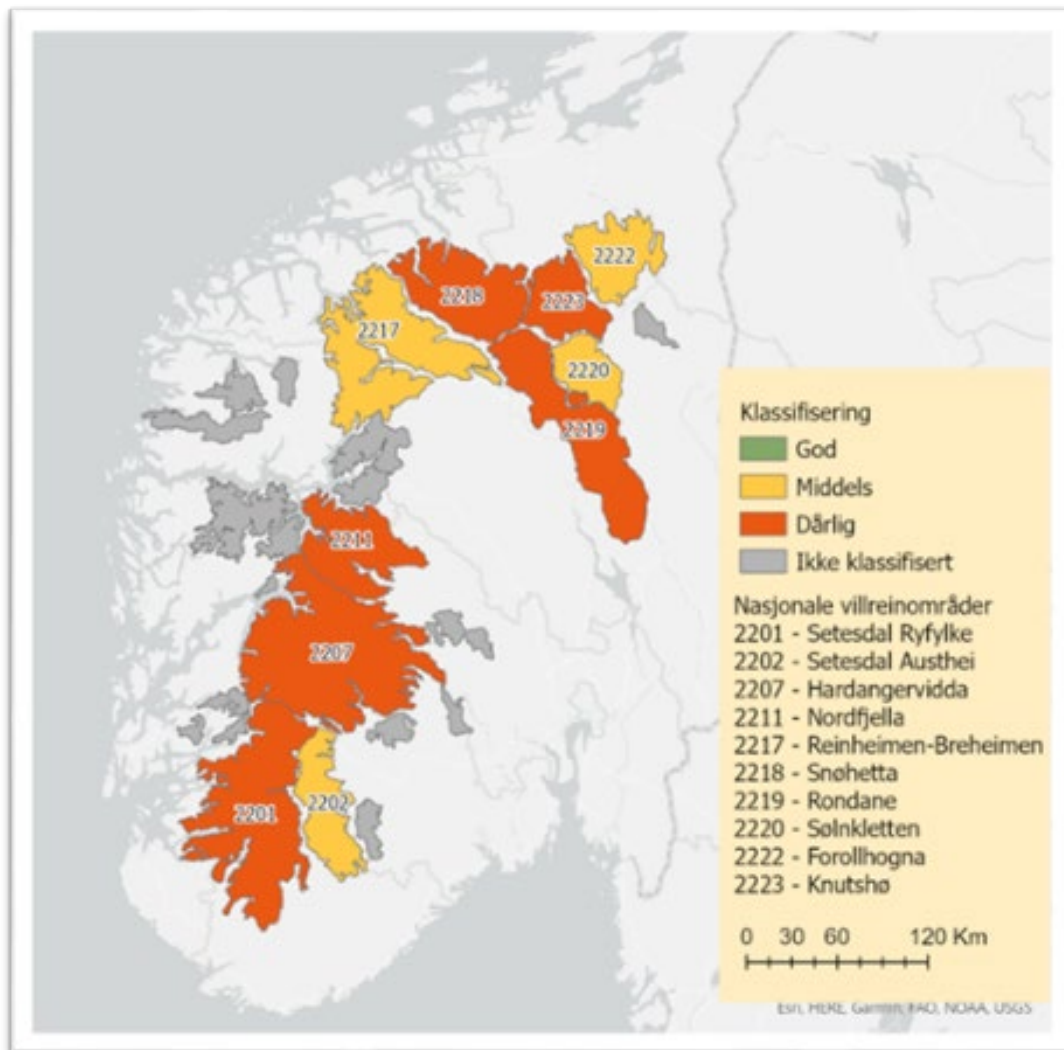 2222
2218
2223
2217
2220
2219
2211
2207
2202
2201
Klassifisering
God
Middels
Dårlig
Ikke klassifisert
Nasjonale villreinområder
2201 - Setesdal Ryfylke
2202 - Setesdal Austhei
2207 - Hardangervidda
2211 - Nordfjella
2217 - Reinheimen-Breheimen
2218 - Snøhetta
2219 - Rondane
2220 - Sølnkletten
2222 - Forollhogna
2223 - Knutshø
0 30 60 120 Km
Esri, HERE, Garmin, FAO, NOAA, USGS